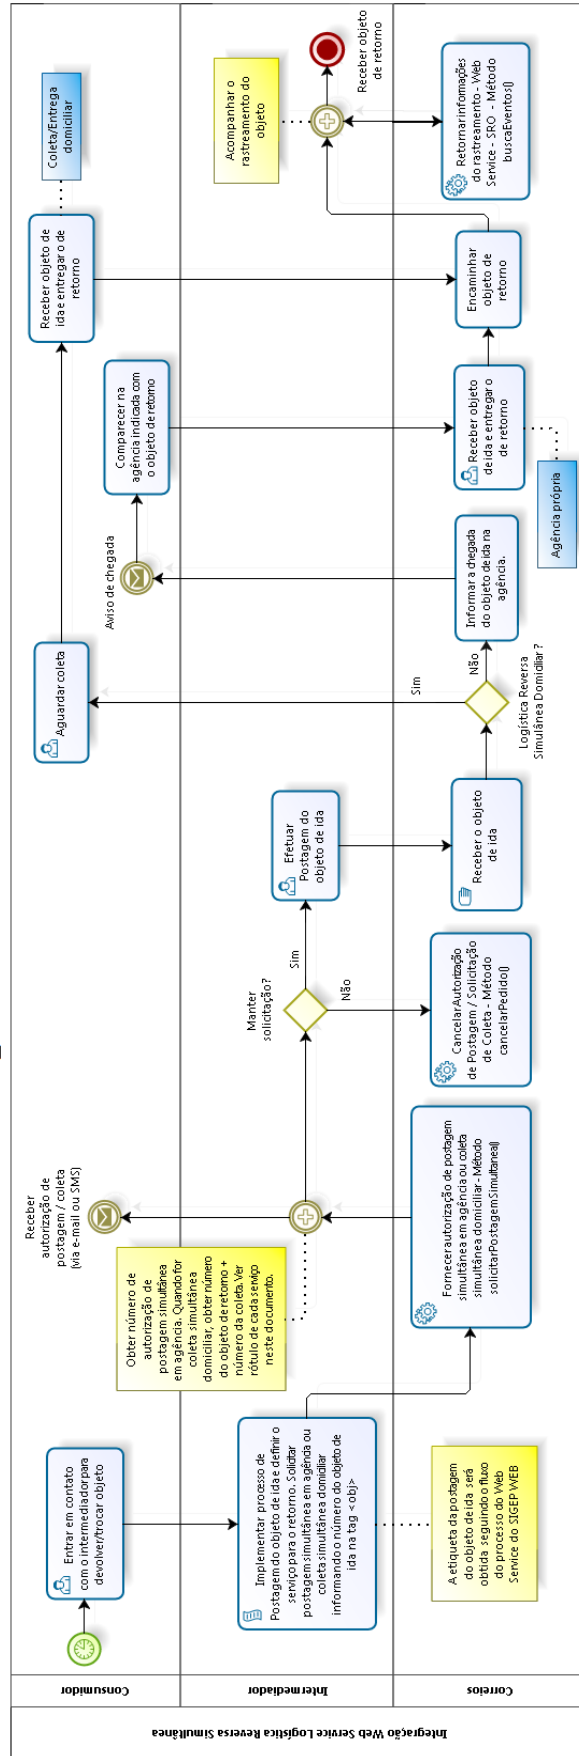 Integração Web Service Logística Reversa Simultânea
Consumidor
Intermediador
Correios
Entrar em contato
com o intermediador para
devolver/trocar objeto
Implementar processo de
Postagem do objeto de ida e definir o
serviço para o retorno. Solicitar
postagem simultânea em agência ou
coleta simultânea domiciliar
informando o número do objeto de
ida na tag <obj>
A etiqueta da postagem
do objeto de ida será
obtida seguindo o fluxo
do processo do Web
Service do SIGEP WEB
Obter número de
autorização de
postagem simultânea
em agência. Quando for
coleta simultânea
domiciliar, obter número
do objeto de retorno +
número da coleta. Ver
rótulo de cada serviço
neste documento.
Receber
autorização de
postagem / coleta
(via e-mail ou SMS)
Fornecer autorização de postagem
simultânea em agência ou coleta
simultânea domiciliar - Método
solicitarPostagemSimultanea()
Manter
solicitação?
Sim
Não
Cancelar Autorização
de Postagem / Solicitação
de Coleta - Método
cancelarPedido()
Efetuar
Postagem do
objeto de ida
Receber o objeto
de ida
Logística Reversa
Simulânea Domiciliar?
Sim
Não
Aguardar coleta
Informar a chegada
do objeto de ida na
agência.
Aviso de chegada
Comparecer na
agência indicada com
o objeto de retorno
Receber objeto
de ida e entregar o
de retorno
Agência própria
Receber objeto de
ida e entregar o de
retorno
Coleta/Entrega
domiciliar
Encaminhar
objeto de
retorno
Acompanhar o
rastreamento do
objeto
Retornar informações
do rastreamento - Web
Service - SRO - Método
buscaEventos()
Receber objeto
de retorno